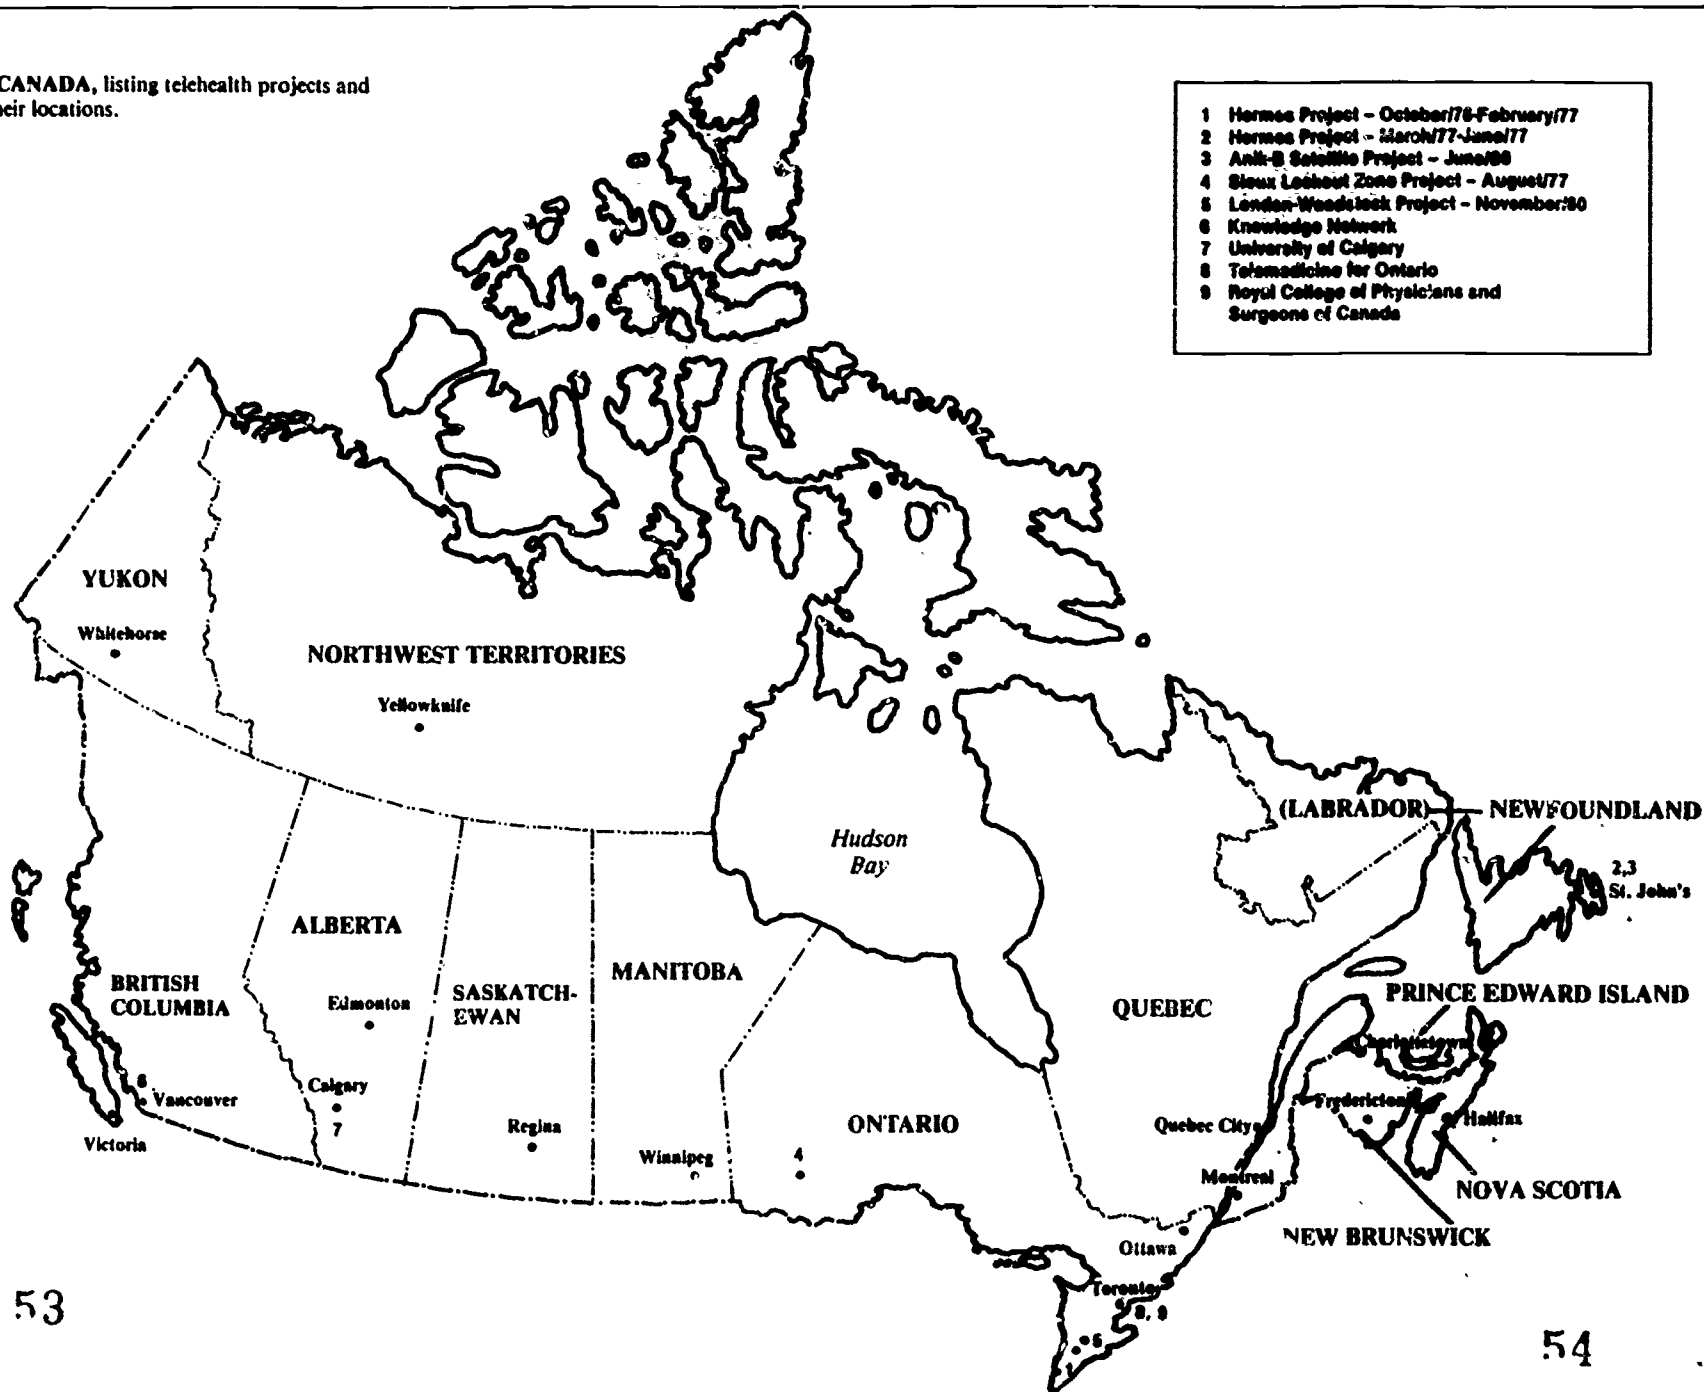 CANADA, listing telehealth projects and
heir locations.
1 Hermes Project – October/76-February/77
2 Hermes Project – March/77-June/77
3 Anik-B Satellite Project – June/80
4 Sioux Lookout Zone Project – August/77
5 London-Woodstock Project – November/80
6 Knowledge Network
7 University of Calgary
8 Telemedicine for Ontario
9 Royal College of Physicians and
Surgeons of Canada
YUKON
Whitehorse
NORTHWEST TERRITORIES
Yellowknife
Hudson
Bay
(LABRADOR)
NEWFOUNDLAND
2,3
St. John's
ALBERTA
BRITISH
COLUMBIA
Edmonton
SASKATCH-
EWAN
MANITOBA
QUEBEC
PRINCE EDWARD ISLAND
Charlottetown
6
Vancouver
Victoria
Calgary
7
Regina
Winnipeg
4
ONTARIO
Quebec City
Fredericton
Halifax
Montreal
NOVA SCOTIA
NEW BRUNSWICK
Ottawa
Toronto
8, 9
5
1
53
54